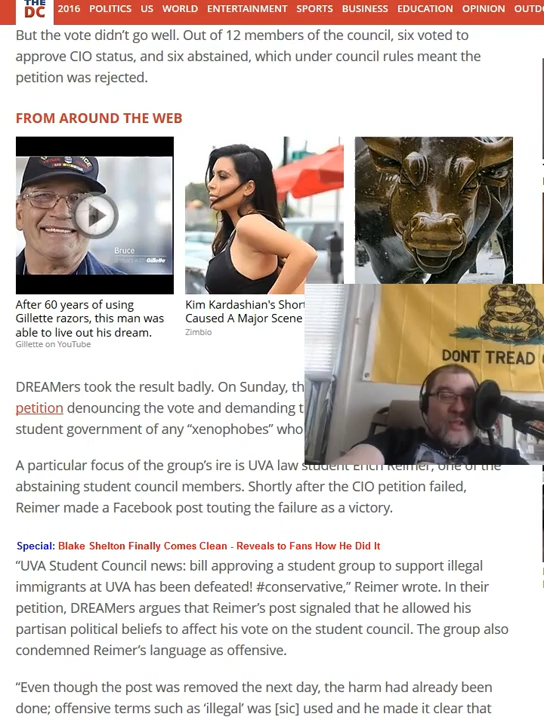 THE
DC
2016 POLITICS US WORLD ENTERTAINMENT SPORTS BUSINESS EDUCATION OPINION OUTD
But the vote didn’t go well. Out of 12 members of the council, six voted to
approve CIO status, and six abstained, which under council rules meant the
petition was rejected.
FROM AROUND THE WEB
Bruce
Gillette
After 60 years of using
Gillette razors, this man was
able to live out his dream.
Gillette on YouTube
Kim Kardashian's Short
Caused A Major Scene
Zimbio
DONT TREAD
DREAMers took the result badly. On Sunday, th
petition denouncing the vote and demanding t
student government of any “xenophobes” who
A particular focus of the group’s ire is UVA law student Erich Reimer, one of the
abstaining student council members. Shortly after the CIO petition failed,
Reimer made a Facebook post touting the failure as a victory.
Special: Blake Shelton Finally Comes Clean - Reveals to Fans How He Did It
“UVA Student Council news: bill approving a student group to support illegal
immigrants at UVA has been defeated! #conservative,” Reimer wrote. In their
petition, DREAMers argues that Reimer’s post signaled that he allowed his
partisan political beliefs to affect his vote on the student council. The group also
condemned Reimer’s language as offensive.
“Even though the post was removed the next day, the harm had already been
done; offensive terms such as ‘illegal’ was [sic] used and he made it clear that